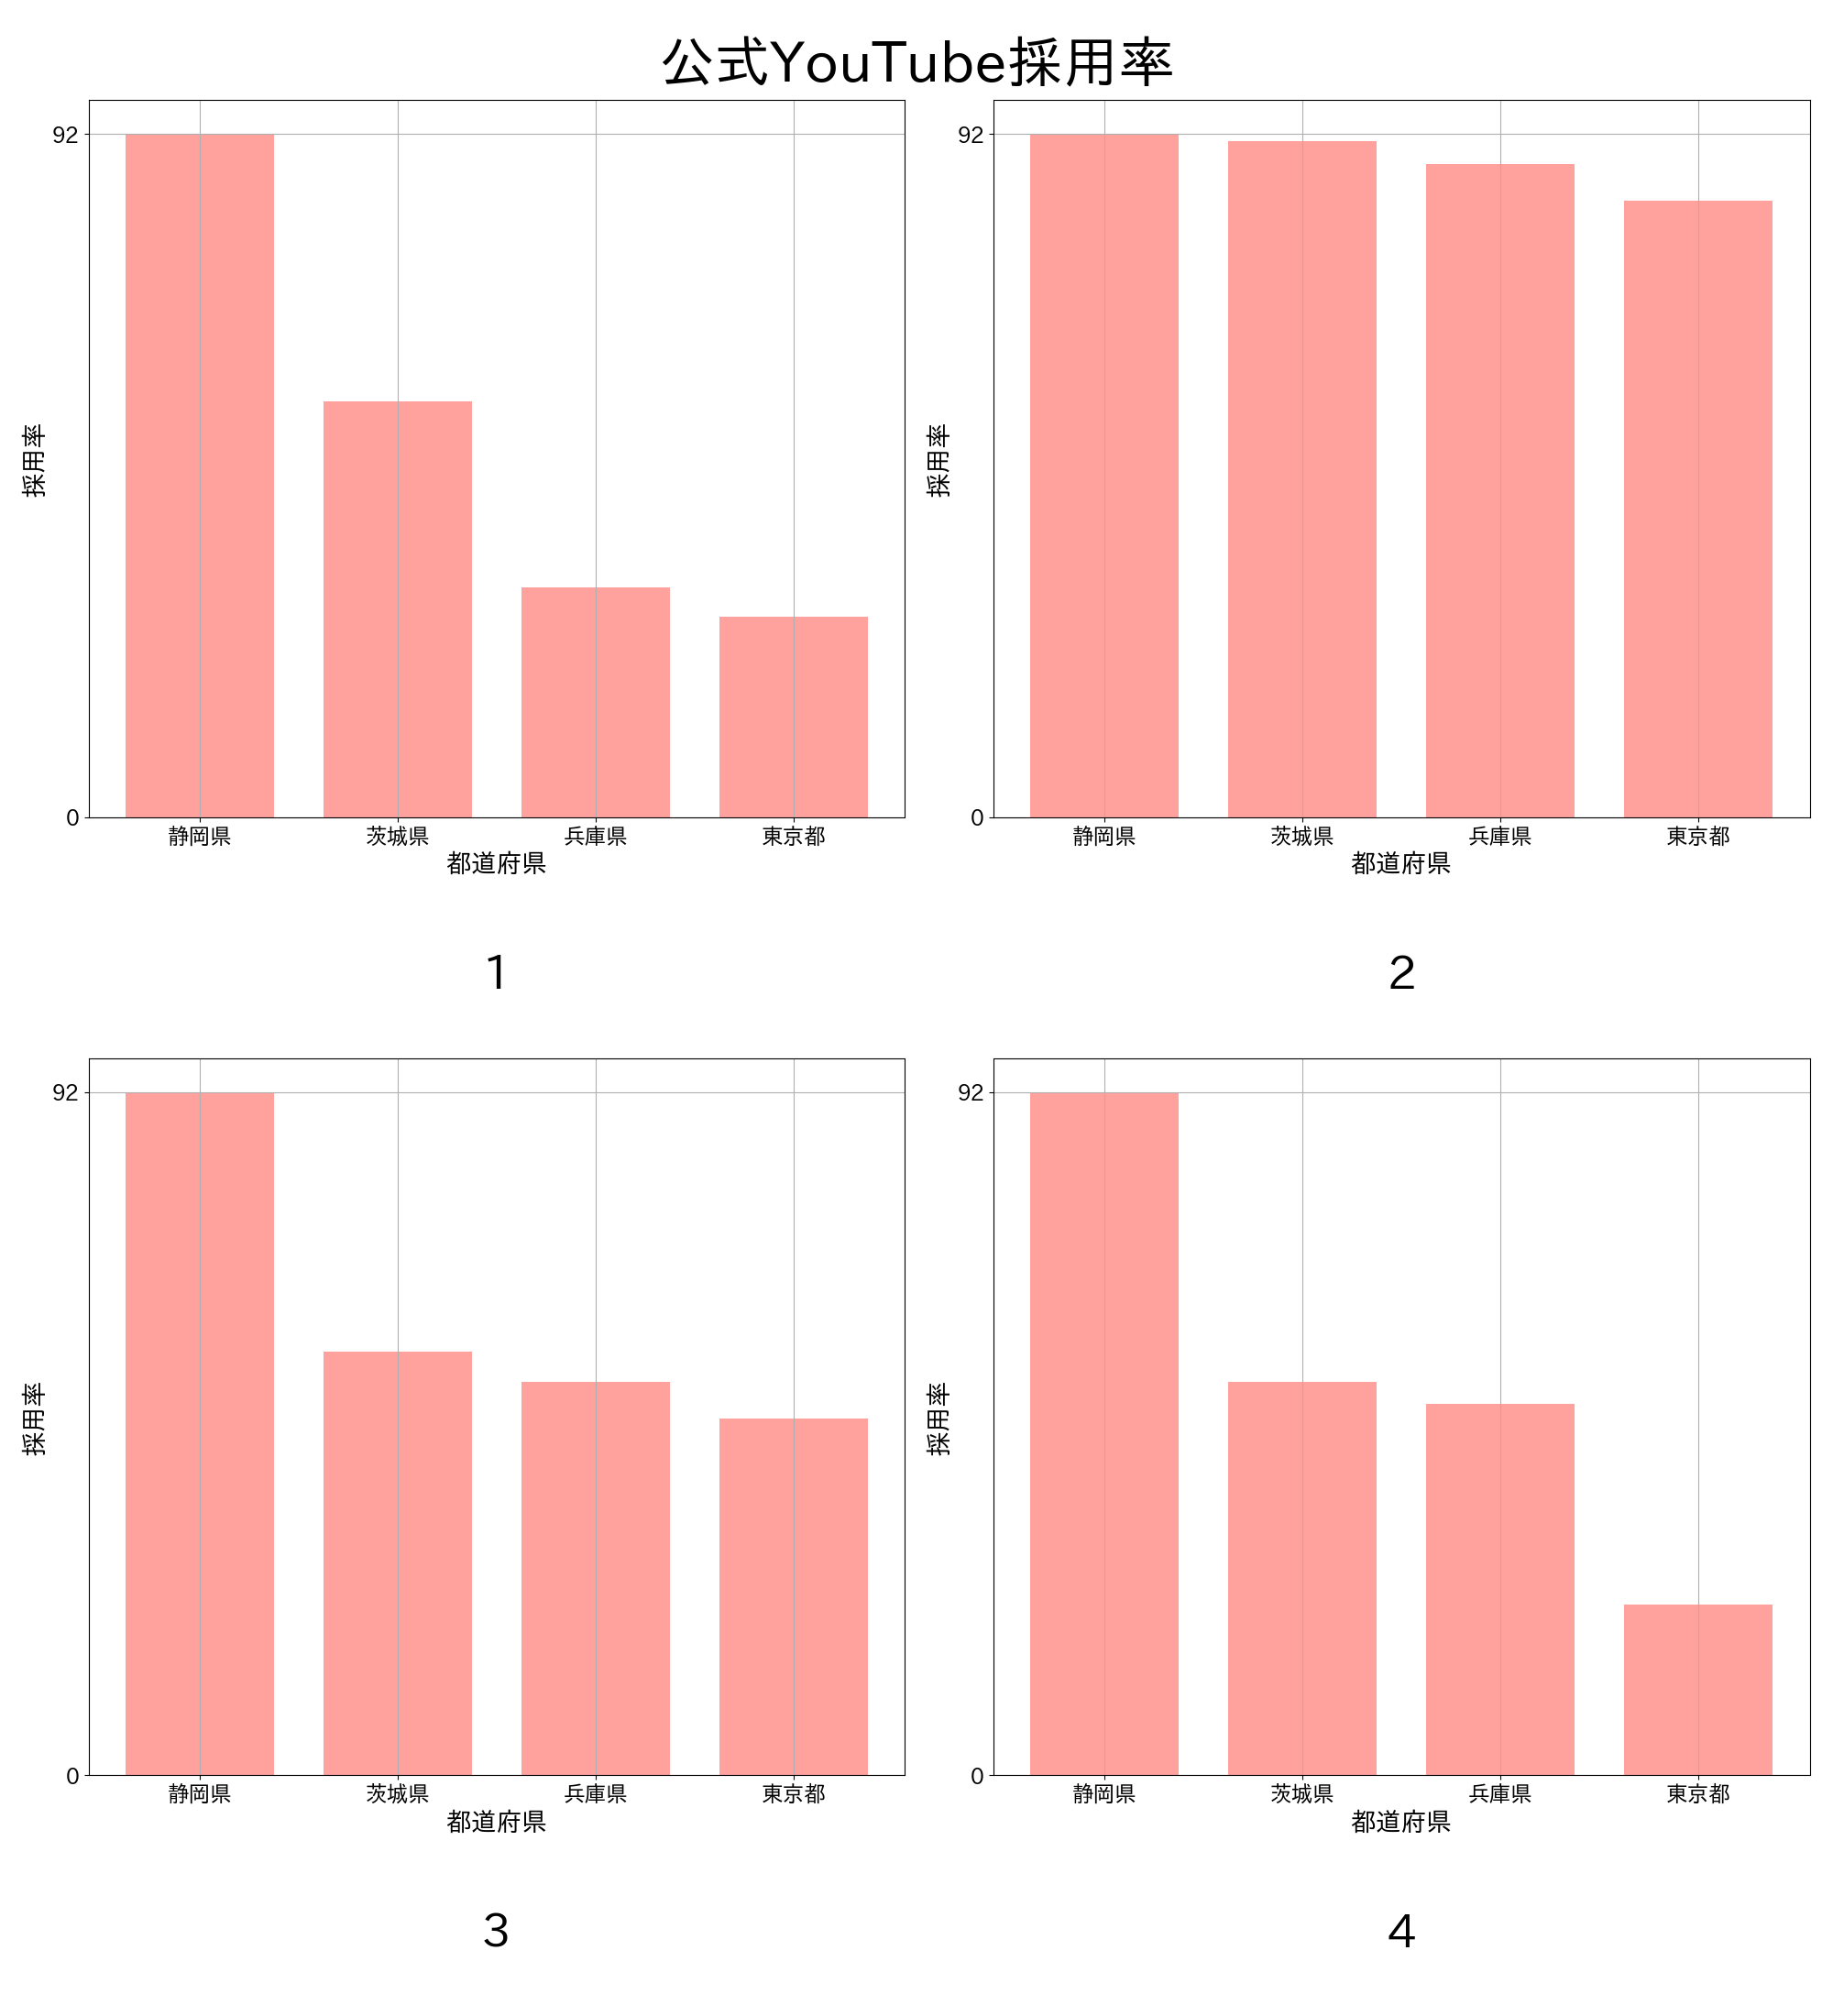 公式YouTube採用率
92
0
採用率
静岡県 茨城県 兵庫県 東京都
都道府県
1
92
0
採用率
静岡県 茨城県 兵庫県 東京都
都道府県
2
92
0
採用率
静岡県 茨城県 兵庫県 東京都
都道府県
3
92
0
採用率
静岡県 茨城県 兵庫県 東京都
都道府県
4